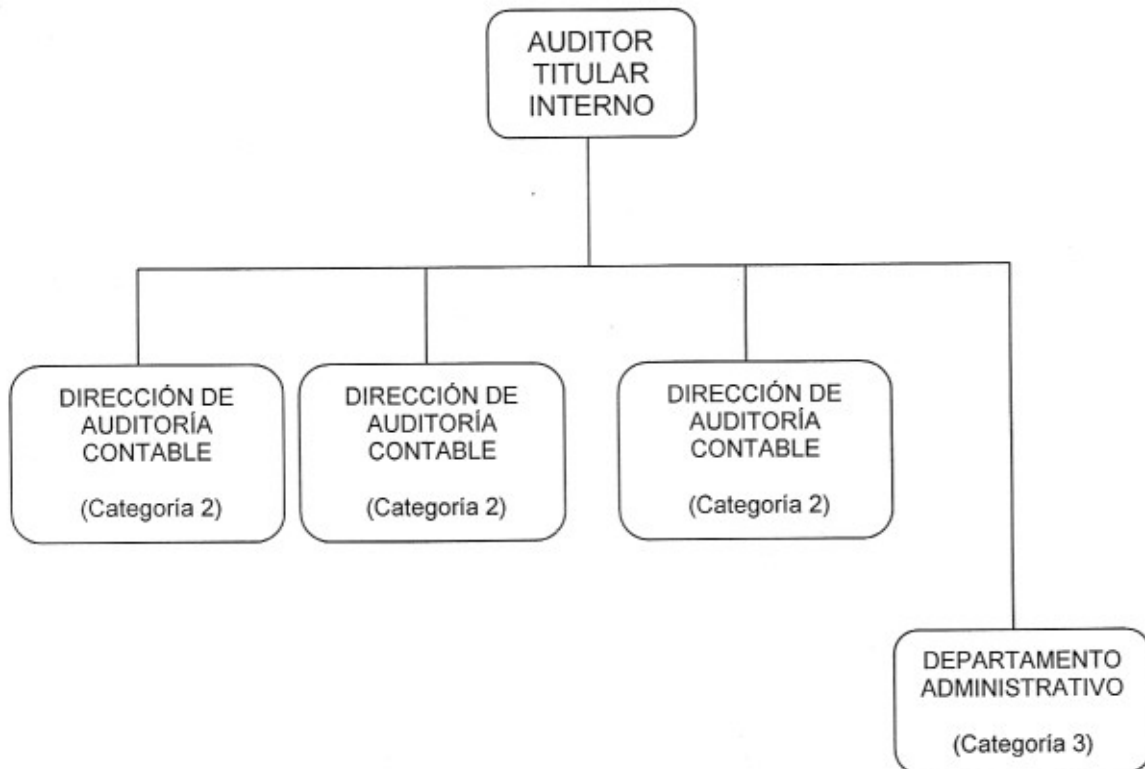 AUDITOR
TITULAR
INTERNO
DIRECCIÓN DE
AUDITORÍA
CONTABLE
(Categoría 2)
DIRECCIÓN DE
AUDITORÍA
CONTABLE
(Categoría 2)
DIRECCIÓN DE
AUDITORÍA
CONTABLE
(Categoría 2)
DEPARTAMENTO
ADMINISTRATIVO
(Categoría 3)